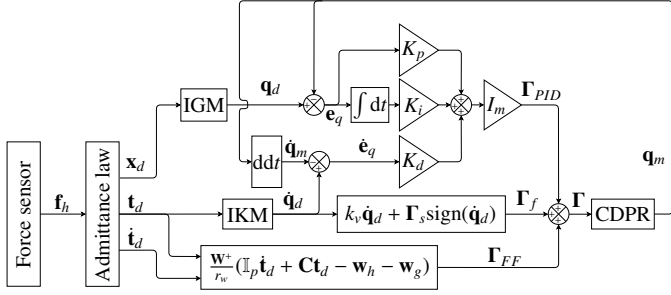 K_p
IGM
q_d
e_q
∫ dt
K_i
I_m
Γ_PID
Force sensor
f_h
Admittance law
x_d
ddt
q̇_m
ė_q
K_d
q_m
t_d
IKM
q̇_d
k_v q̇_d + Γ_s sign(q̇_d)
Γ_f
Γ
CDPR
ṫ_d
w⁺/r_w (𝕀_p ṫ_d + Ct_d − w_h − w_g)
Γ_FF